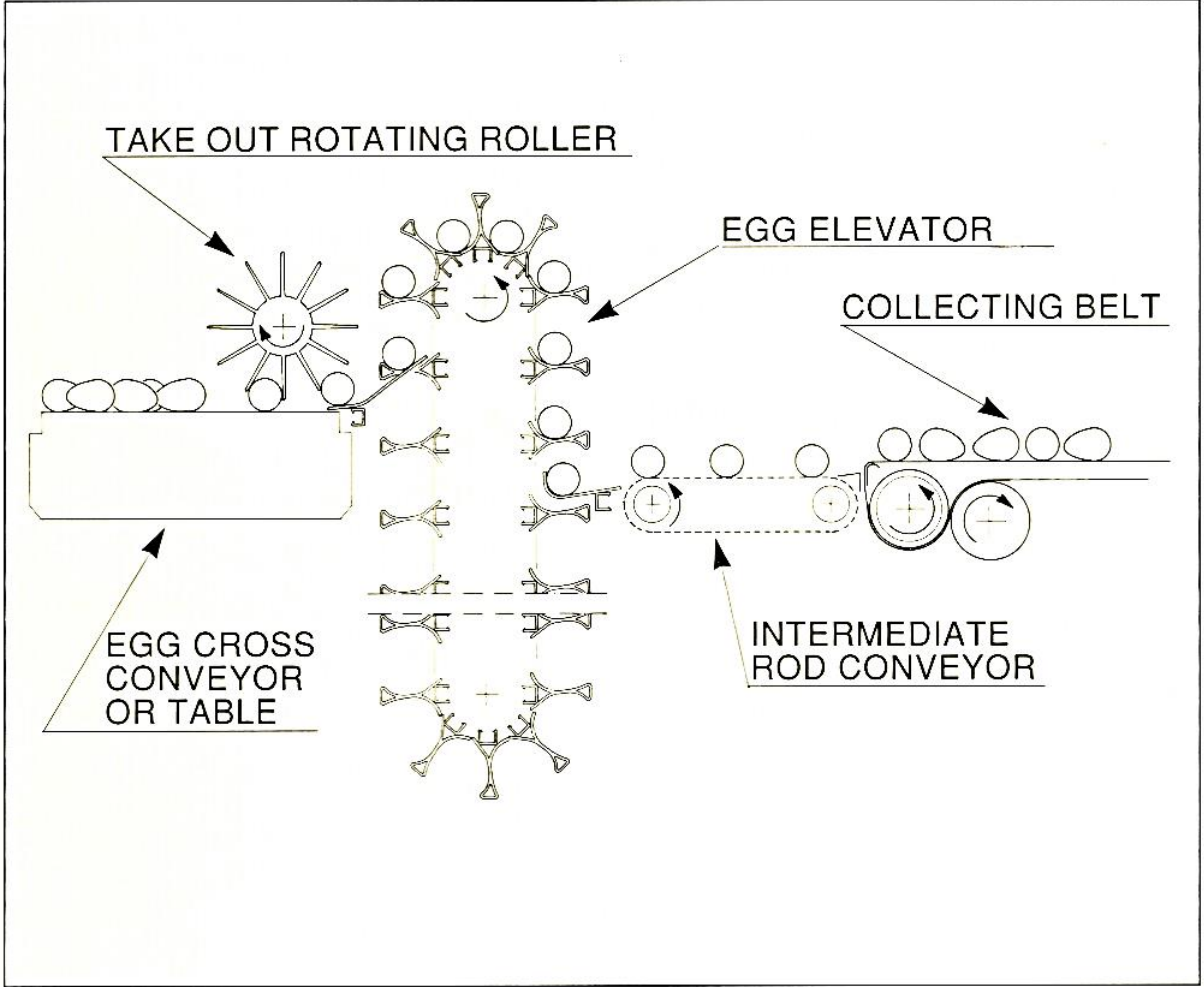 TAKE OUT ROTATING ROLLER
EGG ELEVATOR
COLLECTING BELT
EGG CROSS
CONVEYOR
OR TABLE
INTERMEDIATE
ROD CONVEYOR